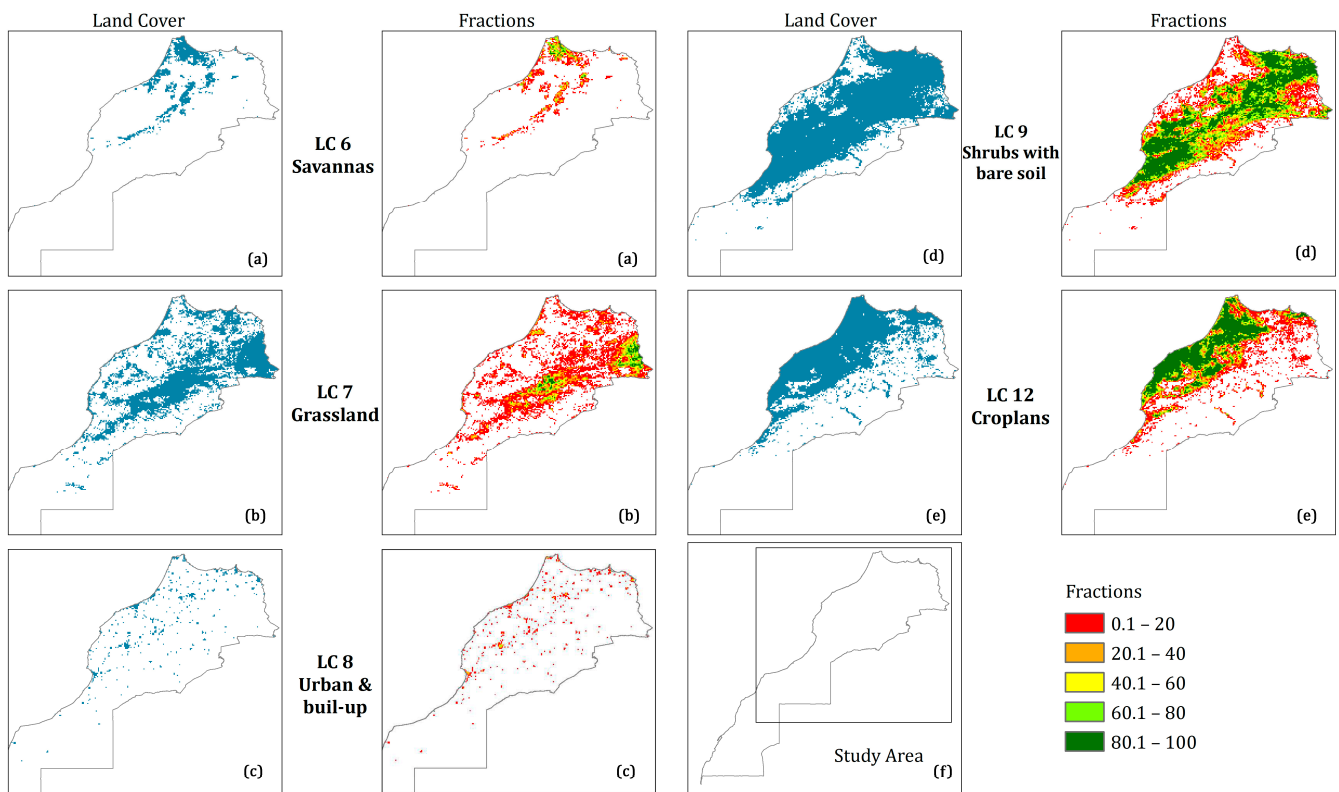 Land Cover
Fractions
Land Cover
Fractions
LC 6
Savannas
(a)
(a)
LC 9
Shrubs with
bare soil
(d)
(d)
LC 7
Grassland
(b)
(b)
LC 12
Croplans
(e)
(e)
LC 8
Urban &
buil-up
(c)
(c)
Study Area
(f)
Fractions
0.1 – 20
20.1 – 40
40.1 – 60
60.1 – 80
80.1 – 100